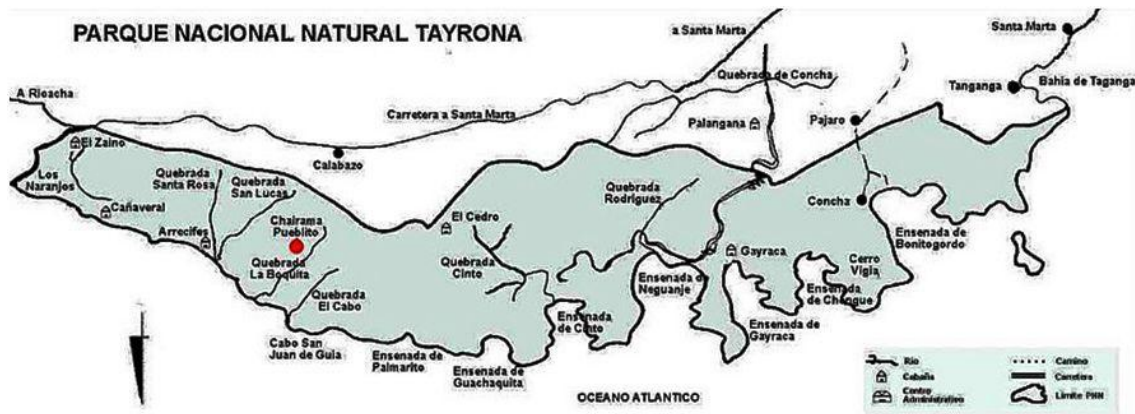 PARQUE NACIONAL NATURAL TAYRONA
a Santa Marta
Santa Marta
Quebrada de Concha
Tanganga
Bahia de Taganga
A Rioacha
Carretera a Santa Marta
Palangana
Pajaro
El Zaino
Calabazo
Los
Naranjos
Quebrada
Santa Rosa
Quebrada
San Lucas
Quebrada
Rodriguez
Cañaveral
Chairama
Pueblito
El Cedro
Concha
Arrecifes
Ensenada de
Bonitogordo
Quebrada
La Boquita
Quebrada
Cinto
Gayraca
Cerro
Vigia
Quebrada
El Cabo
Ensenada de
Neguanje
Ensenada
de Chengue
Ensenada
de Cinto
Ensenada de
Gayraca
Cabo San
Juan de Guia
Ensenada de
Palmarito
Ensenada de
Guachaquita
OCEANO ATLANTICO
Rio
Cabaña
Centro
Administrativo
Camino
Carretera
Limite PNN